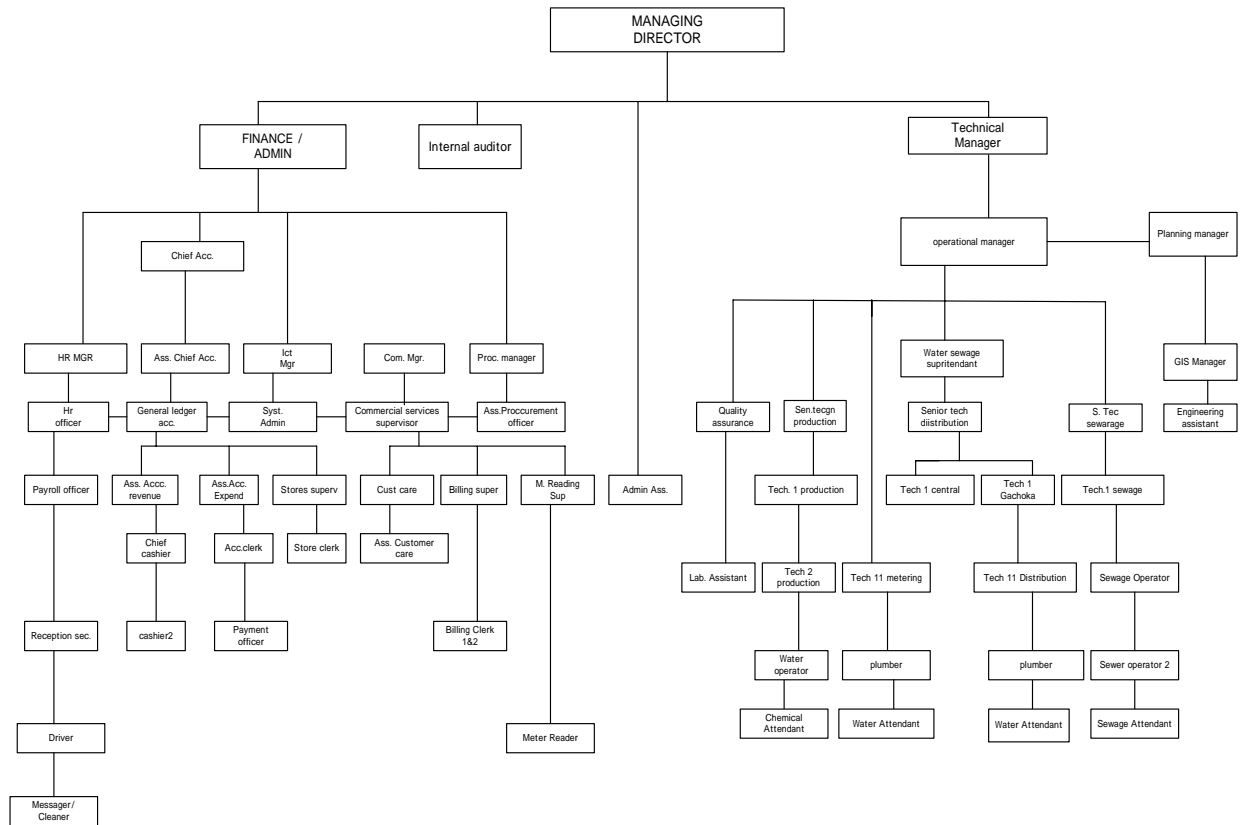 MANAGING
DIRECTOR
FINANCE /
ADMIN
Internal auditor
Technical
Manager
operational manager
Planning manager
Chief Acc.
HR MGR
Ass. Chief Acc.
Ict
Mgr
Com. Mgr.
Proc. manager
Water sewage
supritendant
GIS Manager
Hr
officer
General ledger
acc.
Syst.
Admin
Commercial services
supervisor
Ass.Proccurement
officer
Quality
assurance
Sen.tecgn
production
Senior tech
diistribution
S. Tec
sewarage
Engineering
assistant
Payroll officer
Ass. Accc.
revenue
Ass.Acc.
Expend
Stores superv
Cust care
Billing super
M. Reading
Sup
Admin Ass.
Tech. 1 production
Tech 1 central
Tech 1
Gachoka
Tech.1 sewage
Chief
cashier
Acc.clerk
Store clerk
Ass. Customer
care
Lab. Assistant
Tech 2
production
Tech 11 metering
Tech 11 Distribution
Sewage Operator
Reception sec.
cashier2
Payment
officer
Billing Clerk
1&2
Water
operator
plumber
plumber
Sewer operator 2
Driver
Meter Reader
Chemical
Attendant
Water Attendant
Water Attendant
Sewage Attendant
Messager/
Cleaner